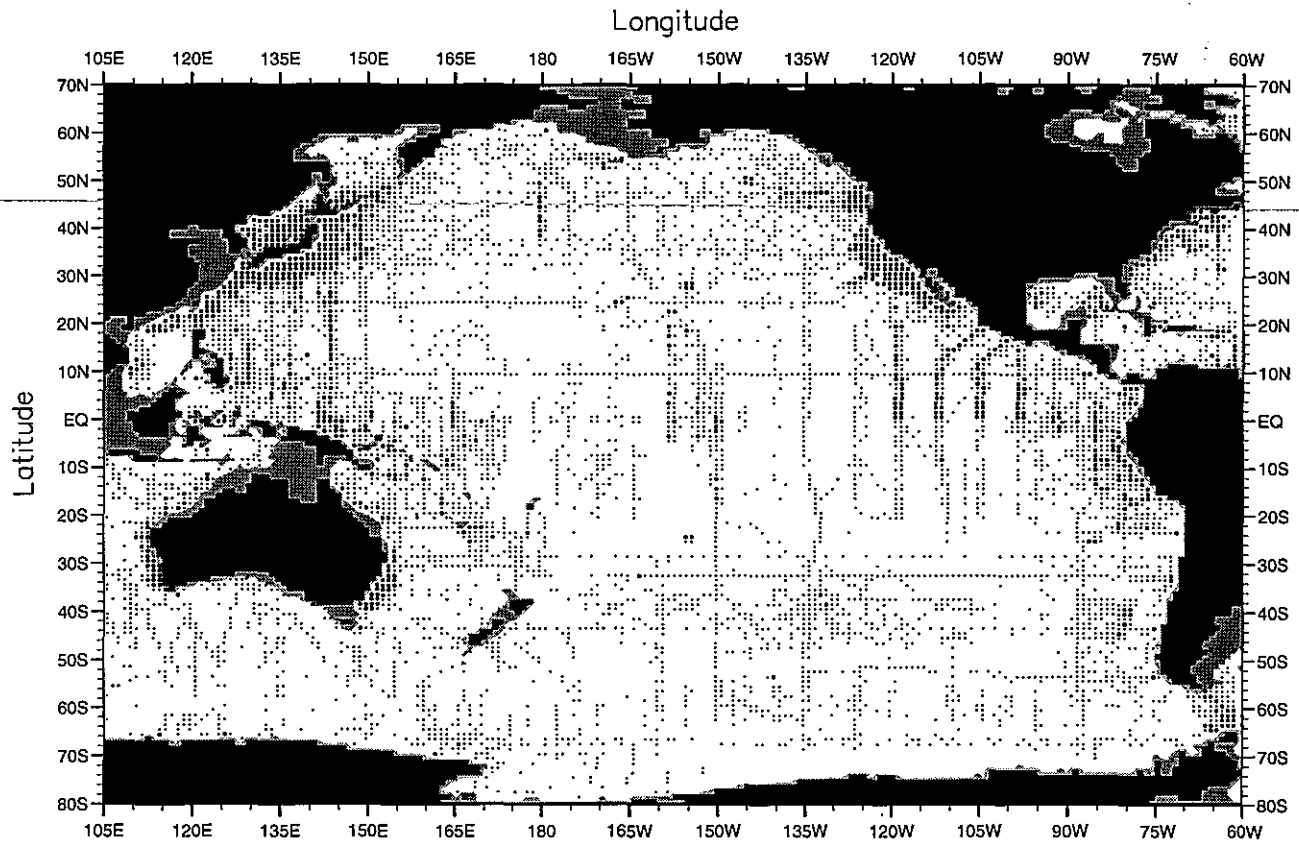 Longitude
105E 120E 135E 150E 165E 180 165W 150W 135W 120W 105W 90W 75W 60W
70N 70N
60N 60N
50N 50N
40N 40N
30N 30N
20N 20N
10N 10N
EQ EQ
Latitude
10S 10S
20S 20S
30S 30S
40S 40S
50S 50S
60S 60S
70S 70S
80S 80S
105E 120E 135E 150E 165E 180 165W 150W 135W 120W 105W 90W 75W 60W